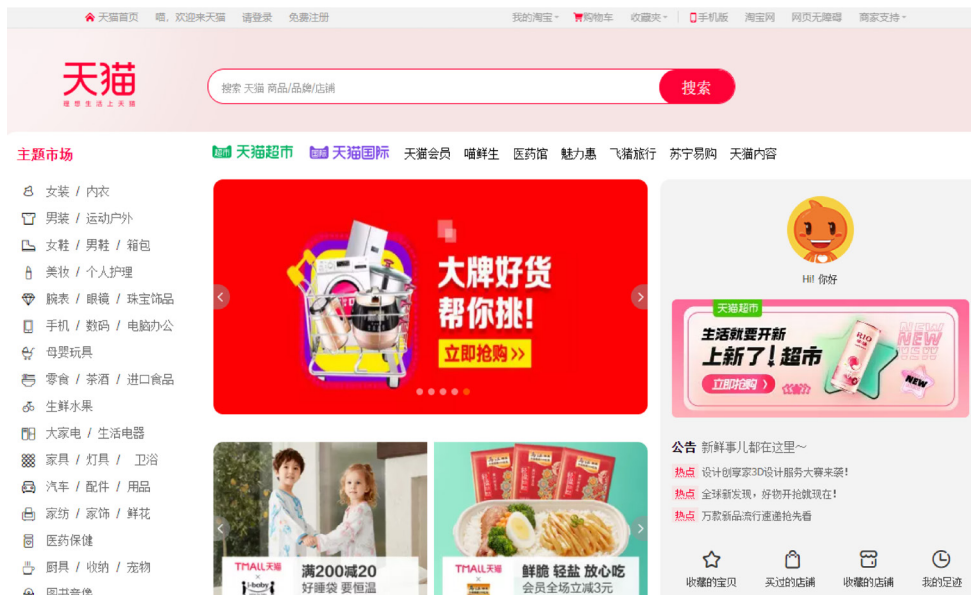 天猫首页 喵，欢迎来天猫 请登录 免费注册 我的淘宝 购物车 收藏夹 手机版 淘宝网 网页无障碍 商家支持
天猫
理想生活上天猫
搜索 天猫 商品/品牌/店铺 搜索
主题市场
天猫超市 天猫国际 天猫会员 喵鲜生 医药馆 魅力惠 飞猪旅行 苏宁易购 天猫内容
女装 / 内衣
男装 / 运动户外
女鞋 / 男鞋 / 箱包
美妆 / 个人护理
腕表 / 眼镜 / 珠宝饰品
手机 / 数码 / 电脑办公
母婴玩具
零食 / 茶酒 / 进口食品
生鲜水果
大家电 / 生活电器
家具 / 灯具 / 卫浴
汽车 / 配件 / 用品
家纺 / 家饰 / 鲜花
医药保健
厨具 / 收纳 / 宠物
图书音像
大牌好货
帮你挑!
立即抢购>>
TMALL天猫
×
i-baby
满200减20
好睡袋 要恒温
TMALL天猫
×
鲜脆 轻盐 放心吃
会员全场立减3元
Hi! 你好
天猫超市
生活就要开新
上新了! 超市
立即抢购
RIO
NEW
NEW
NEW
NEW
公告 新鲜事儿都在这里～
热点 设计创享家3D设计服务大赛来袭!
热点 全球新发现，好物开抢就现在!
热点 万款新品流行速递抢先看
收藏的宝贝 买过的店铺 收藏的店铺 我的足迹